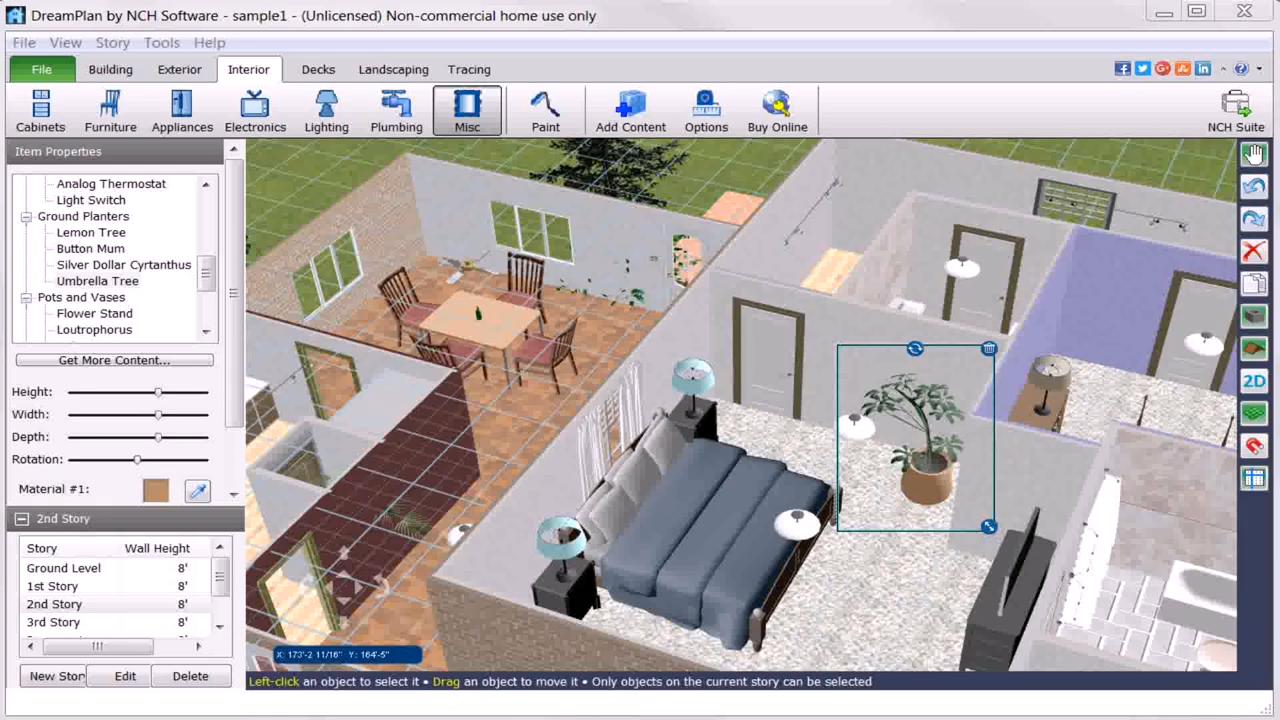 DreamPlan by NCH Software - sample1 - (Unlicensed) Non-commercial home use only
File View Story Tools Help
File Building Exterior Interior Decks Landscaping Tracing
Cabinets Furniture Appliances Electronics Lighting Plumbing Misc Paint Add Content Options Buy Online NCH Suite
Item Properties
Analog Thermostat
Light Switch
Ground Planters
Lemon Tree
Button Mum
Silver Dollar Cyrtanthus
Umbrella Tree
Pots and Vases
Flower Stand
Loutrophorus
Get More Content...
Height:
Width:
Depth:
Rotation:
Material #1:
2nd Story
Story Wall Height
Ground Level 8'
1st Story 8'
2nd Story 8'
3rd Story 8'
New Stor Edit Delete
2D
X: 173'-2 11/16" Y: 164'-5"
Left-click an object to select it • Drag an object to move it • Only objects on the current story can be selected